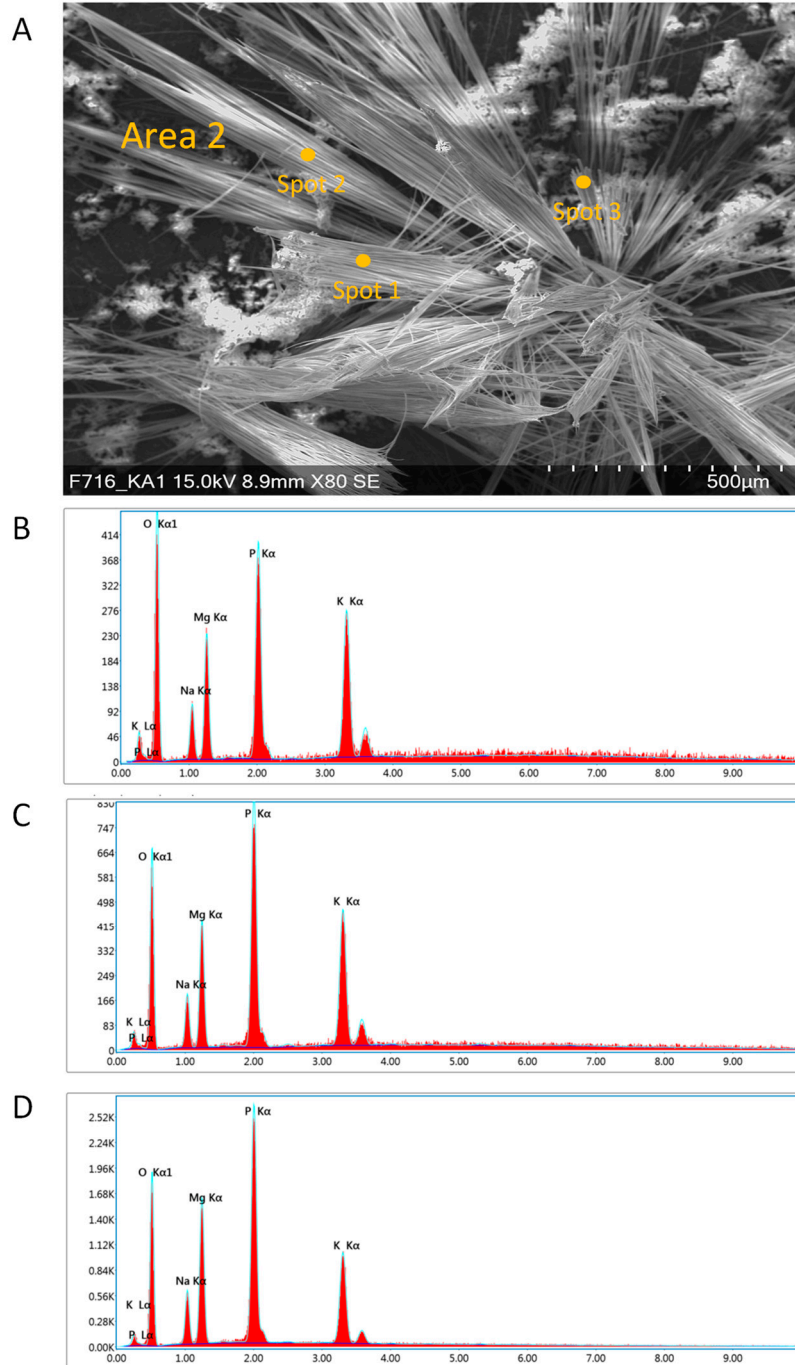 A
Area 2
Spot 2
Spot 3
Spot 1
F716_KA1 15.0kV 8.9mm X80 SE
500µm
B
O Kα1
P Kα
K Kα
Mg Kα
Na Kα
K Lα
P Lα
414
368
322
276
230
184
138
92
46
0
0.00 1.00 2.00 3.00 4.00 5.00 6.00 7.00 8.00 9.00
C
P Kα
O Kα1
K Kα
Mg Kα
Na Kα
K Lα
P Lα
830
747
664
581
498
415
332
249
166
83
0
0.00 1.00 2.00 3.00 4.00 5.00 6.00 7.00 8.00 9.00
D
P Kα
O Kα1
Mg Kα
K Kα
Na Kα
K Lα
P Lα
2.52K
2.24K
1.96K
1.68K
1.40K
1.12K
0.84K
0.56K
0.28K
0.00K
0.00 1.00 2.00 3.00 4.00 5.00 6.00 7.00 8.00 9.00